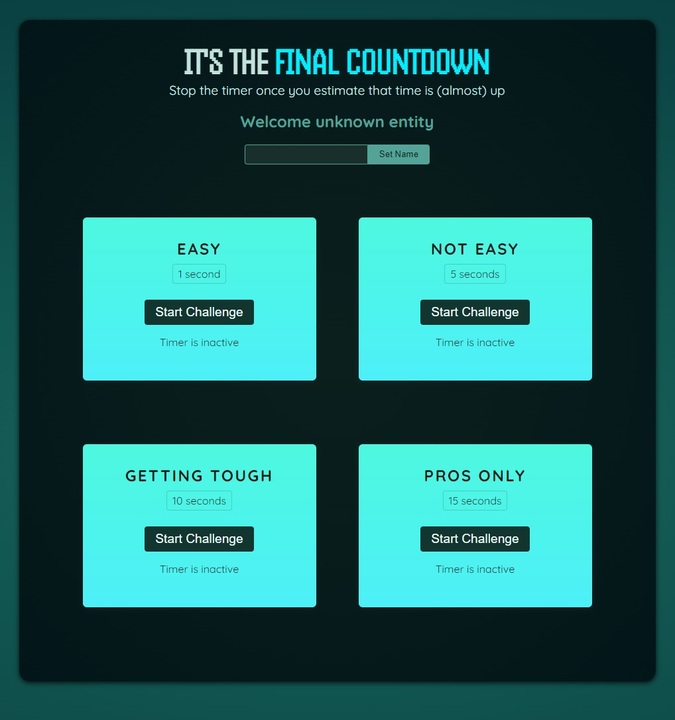 IT'S THE FINAL COUNTDOWN
Stop the timer once you estimate that time is (almost) up
Welcome unknown entity
Set Name
EASY
1 second
Start Challenge
Timer is inactive
NOT EASY
5 seconds
Start Challenge
Timer is inactive
GETTING TOUGH
10 seconds
Start Challenge
Timer is inactive
PROS ONLY
15 seconds
Start Challenge
Timer is inactive